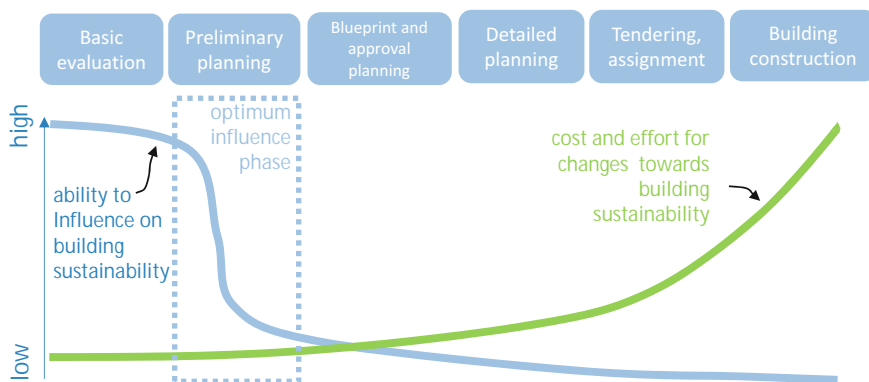 Basic
evaluation
Preliminary
planning
Blueprint and
approval
planning
Detailed
planning
Tendering,
assignment
Building
construction
high
optimum
influence
phase
ability to
Influence on
building
sustainability
cost and effort for
changes towards
building
sustainability
low